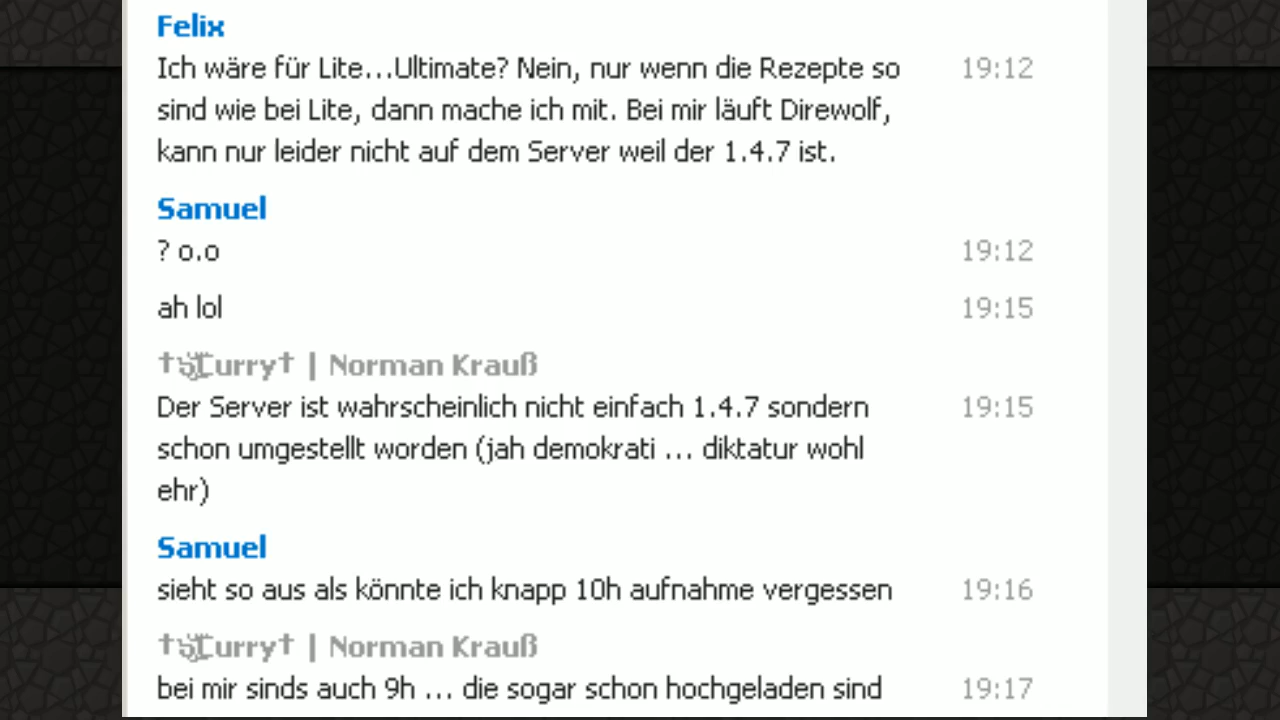 Felix
Ich wäre für Lite...Ultimate? Nein, nur wenn die Rezepte so 19:12
sind wie bei Lite, dann mache ich mit. Bei mir läuft Direwolf,
kann nur leider nicht auf dem Server weil der 1.4.7 ist.
Samuel
? o.o 19:12
ah lol 19:15
| Norman Krauß
Der Server ist wahrscheinlich nicht einfach 1.4.7 sondern 19:15
schon umgestellt worden (jah demokrati ... diktatur wohl
ehr)
Samuel
sieht so aus als könnte ich knapp 10h aufnahme vergessen 19:16
| Norman Krauß
bei mir sinds auch 9h ... die sogar schon hochgeladen sind 19:17